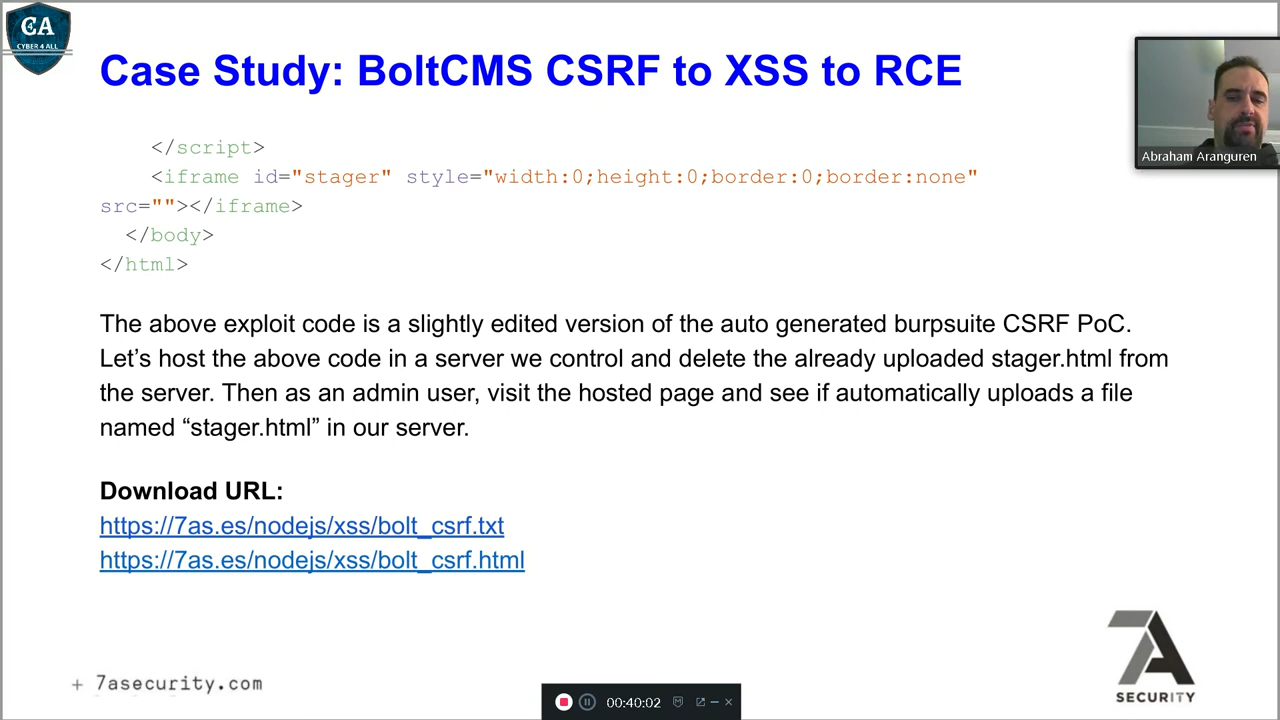 CA
CYBER 4 ALL
Case Study: BoltCMS CSRF to XSS to RCE
Abraham Aranguren
</script>
<iframe id="stager" style="width:0;height:0;border:0;border:none"
src=""></iframe>
</body>
</html>
The above exploit code is a slightly edited version of the auto generated burpsuite CSRF PoC.
Let’s host the above code in a server we control and delete the already uploaded stager.html from
the server. Then as an admin user, visit the hosted page and see if automatically uploads a file
named “stager.html” in our server.
Download URL:
https://7as.es/nodejs/xss/bolt_csrf.txt
https://7as.es/nodejs/xss/bolt_csrf.html
+ 7asecurity.com
7A
SECURITY
00:40:02